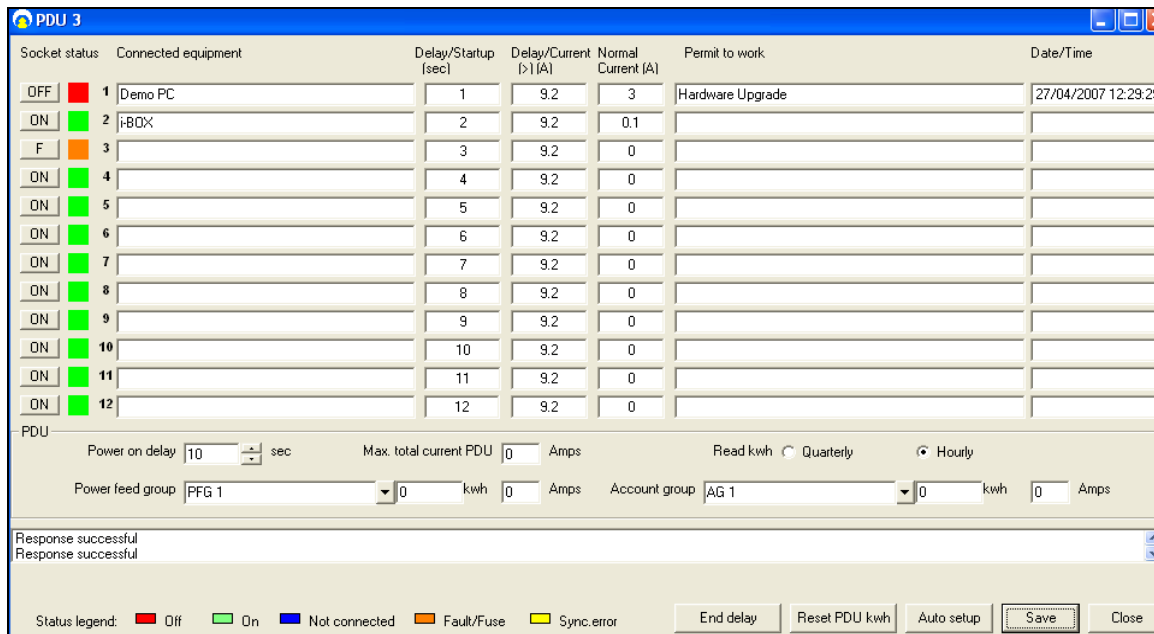 PDU 3
Socket status Connected equipment Delay/Startup (sec) Delay/Current (>) (A) Normal Current (A) Permit to work Date/Time
OFF 1 Demo PC 1 9.2 3 Hardware Upgrade 27/04/2007 12:29:29
ON 2 i-BOX 2 9.2 0.1
F 3 3 9.2 0
ON 4 4 9.2 0
ON 5 5 9.2 0
ON 6 6 9.2 0
ON 7 7 9.2 0
ON 8 8 9.2 0
ON 9 9 9.2 0
ON 10 10 9.2 0
ON 11 11 9.2 0
ON 12 12 9.2 0
PDU
Power on delay 10 sec Max. total current PDU 0 Amps Read kwh Quarterly Hourly
Power feed group PFG 1 0 kwh 0 Amps Account group AG 1 0 kwh 0 Amps
Response successful
Response successful
Status legend: Off On Not connected Fault/Fuse Sync.error End delay Reset PDU kwh Auto setup Save Close